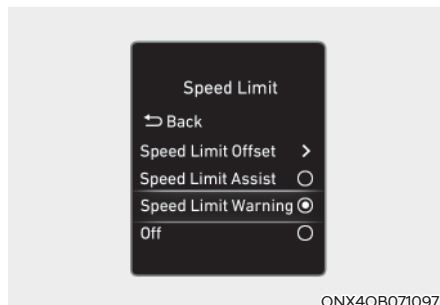 Speed Limit
Back
Speed Limit Offset >
Speed Limit Assist
Speed Limit Warning
Off
ONX4OB071097